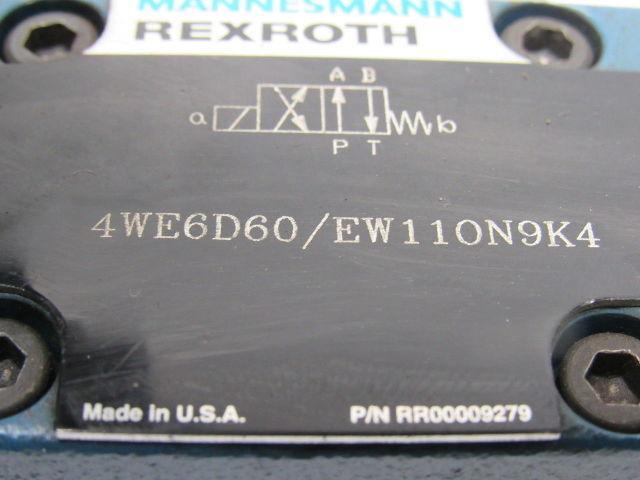 MANNESMANN
REXROTH
A B
a b
P T
4WE6D60/EW110N9K4
Made in U.S.A. P/N RR00009279